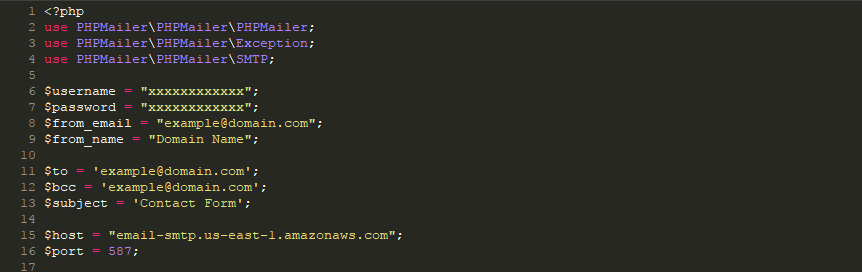 1 <?php
2 use PHPMailer\PHPMailer\PHPMailer;
3 use PHPMailer\PHPMailer\Exception;
4 use PHPMailer\PHPMailer\SMTP;
5
6 $username = "xxxxxxxxxxxx";
7 $password = "xxxxxxxxxxxx";
8 $from_email = "example@domain.com";
9 $from_name = "Domain Name";
10
11 $to = 'example@domain.com';
12 $bcc = 'example@domain.com';
13 $subject = 'Contact Form';
14
15 $host = "email-smtp.us-east-1.amazonaws.com";
16 $port = 587;
17